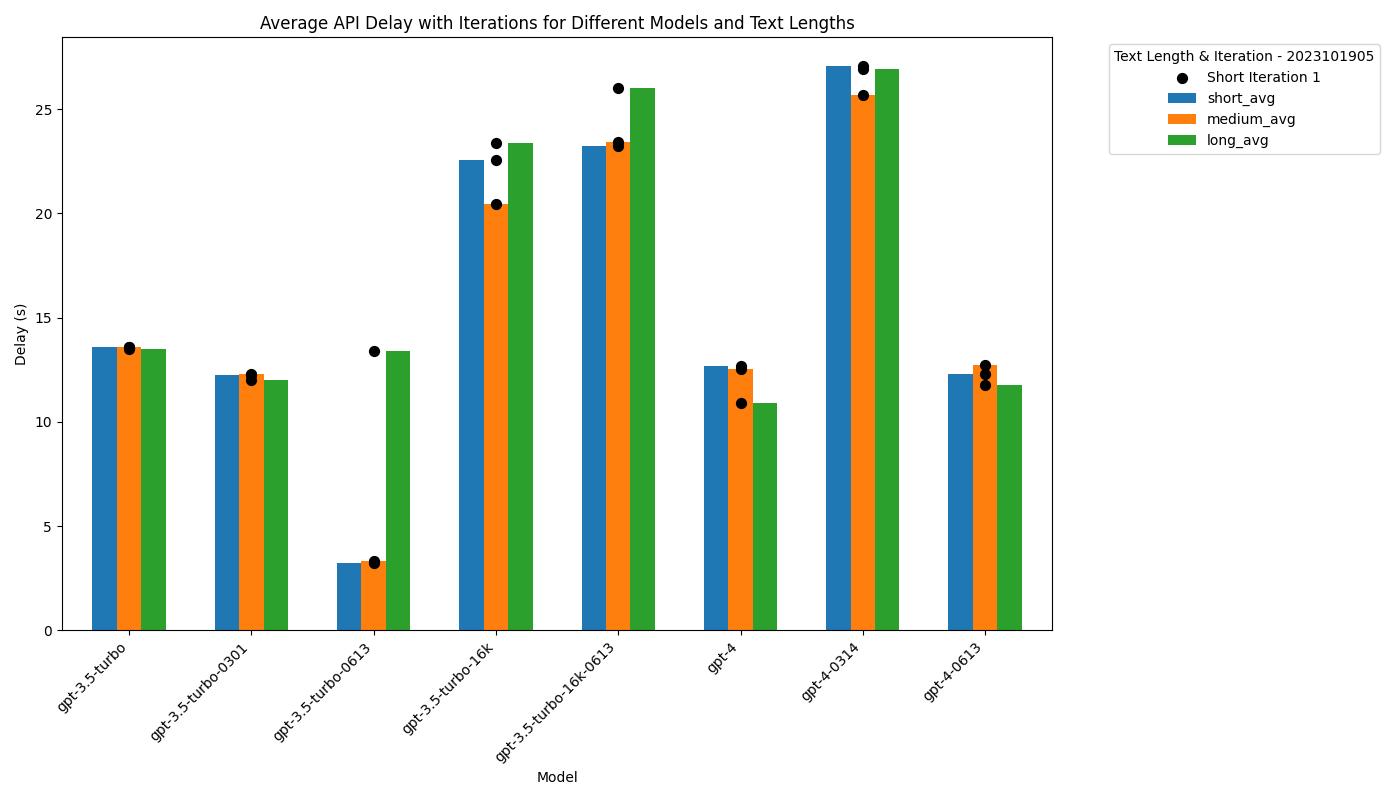 Average API Delay with Iterations for Different Models and Text Lengths
Text Length & Iteration - 2023101905
Short Iteration 1
short_avg
medium_avg
long_avg
Delay (s)
25
20
15
10
5
0
gpt-3.5-turbo
gpt-3.5-turbo-0301
gpt-3.5-turbo-0613
gpt-3.5-turbo-16k
gpt-3.5-turbo-16k-0613
gpt-4
gpt-4-0314
gpt-4-0613
Model